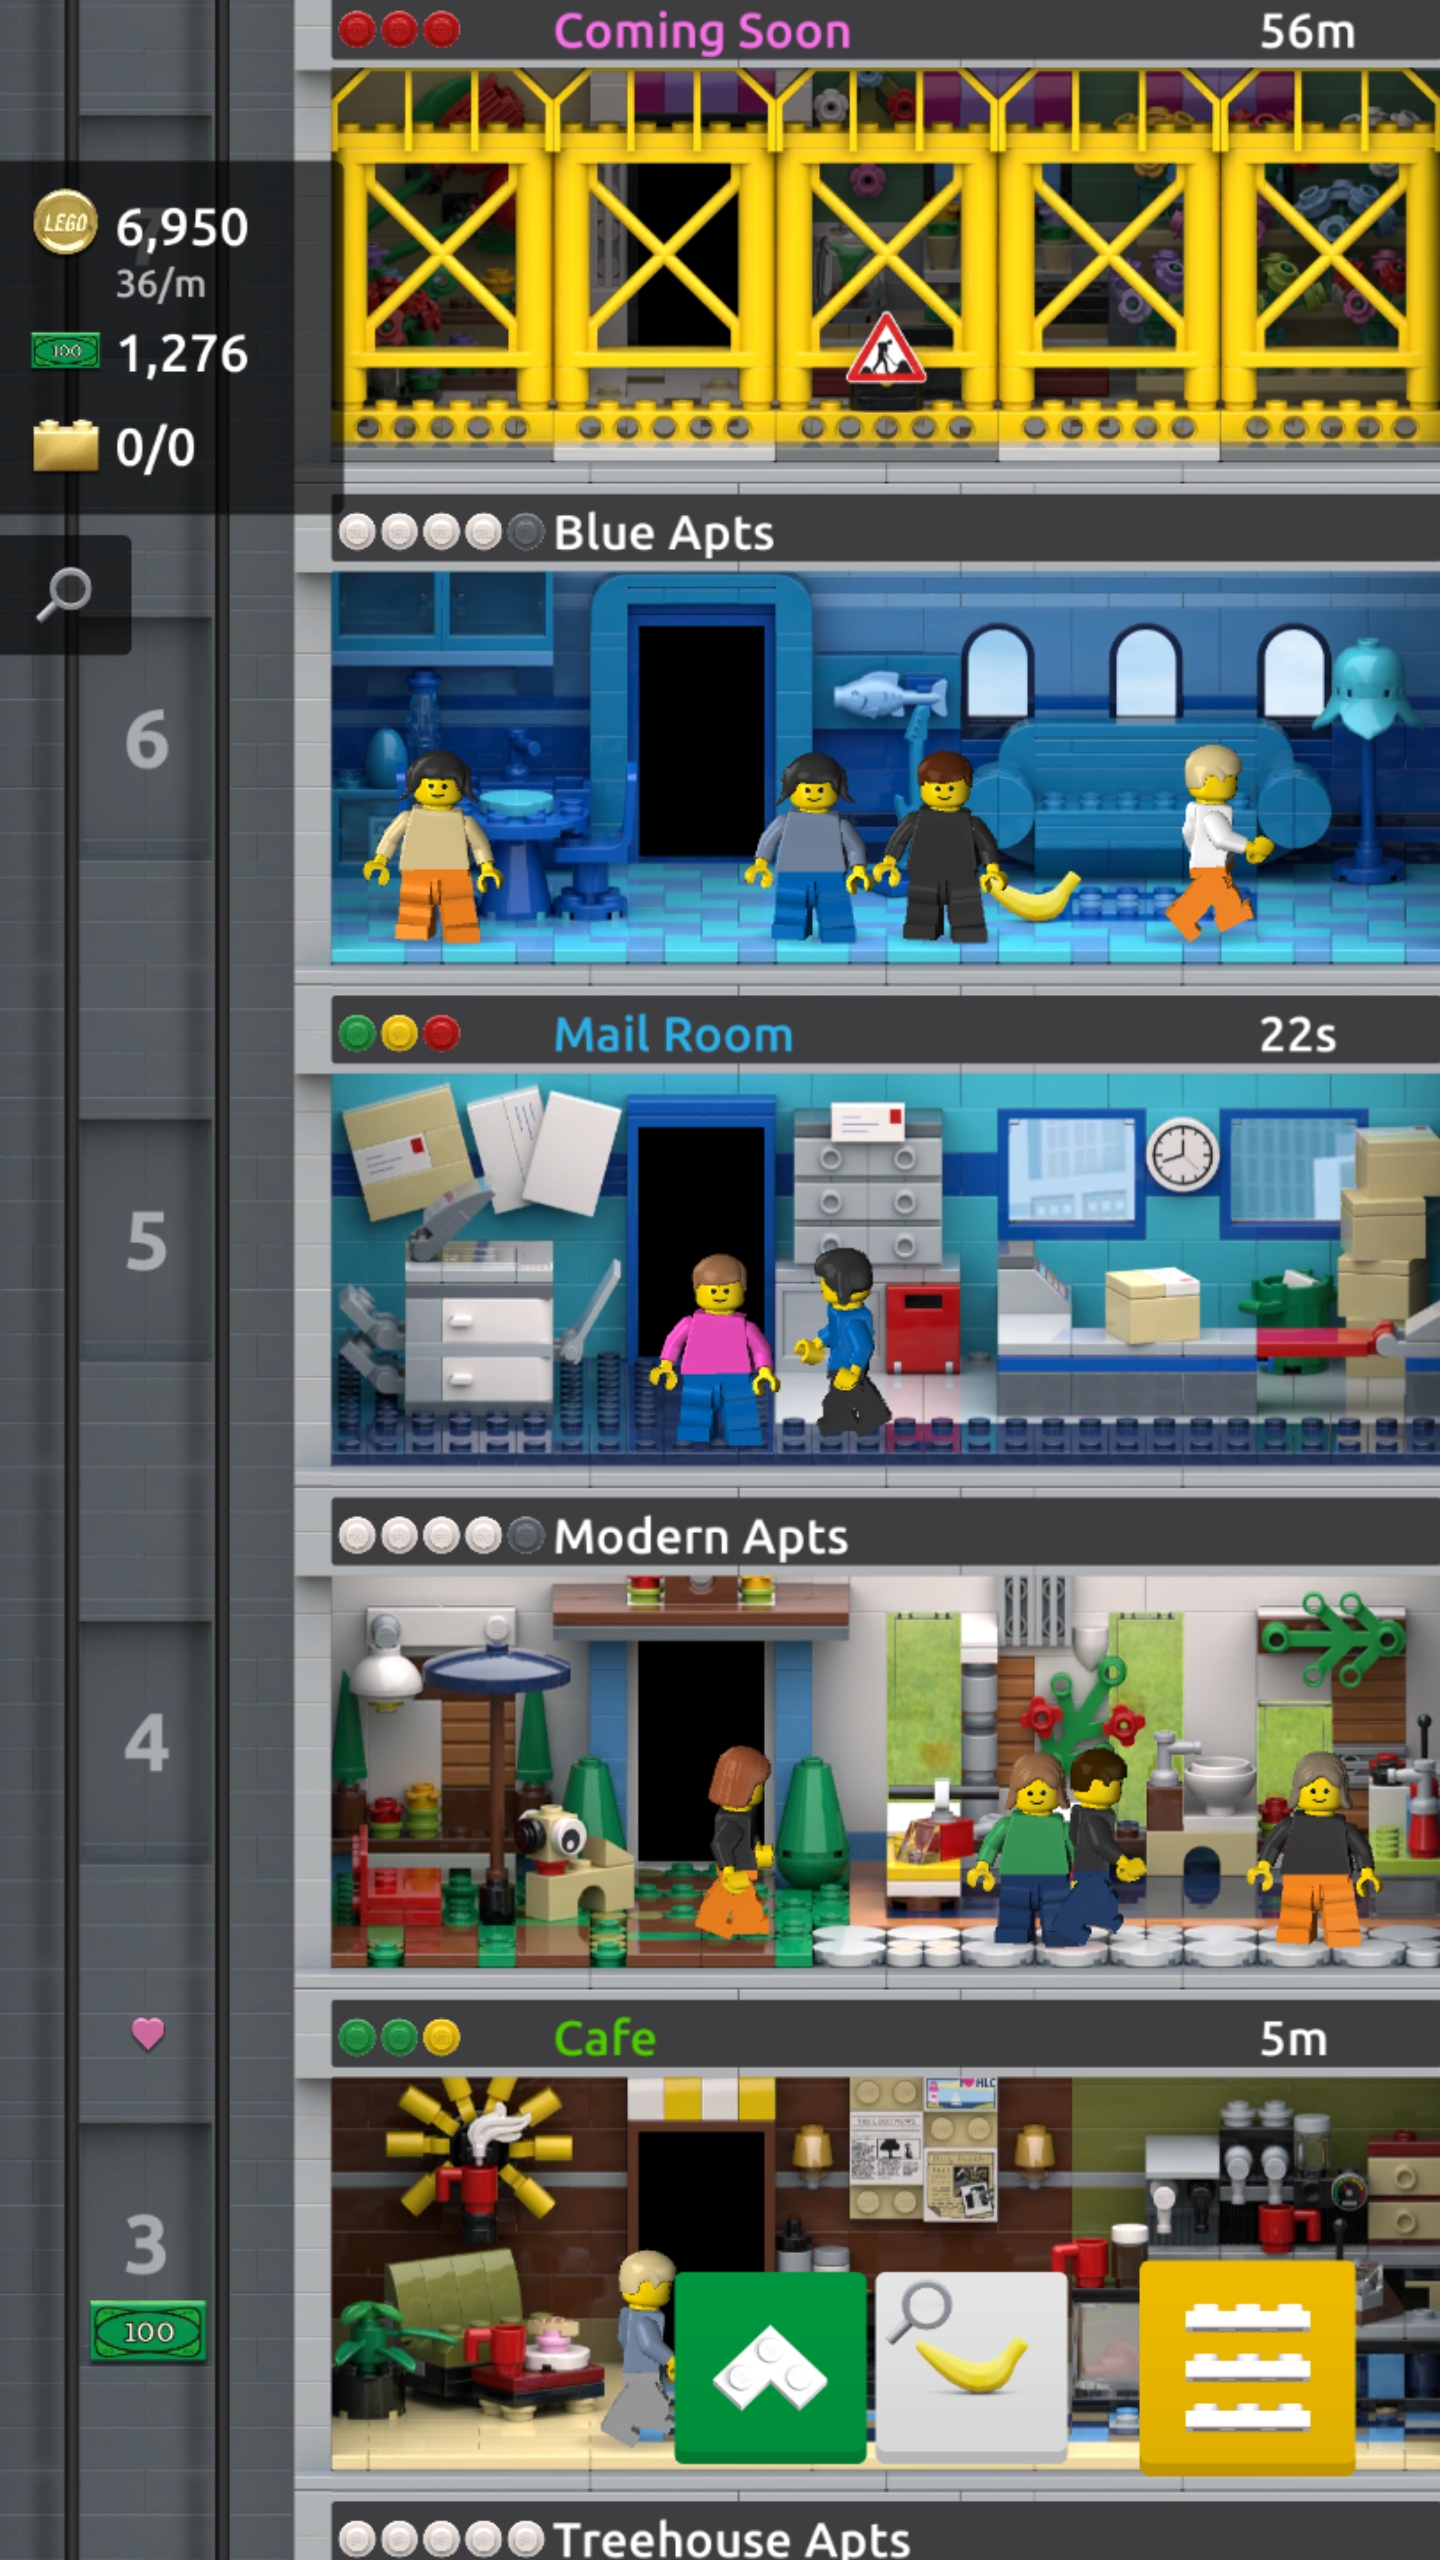 Coming Soon 56m
LEGO 6,950
36/m
100 1,276
0/0
Blue Apts
6
Mail Room 22s
5
Modern Apts
4
Cafe 5m
3
100
Treehouse Apts